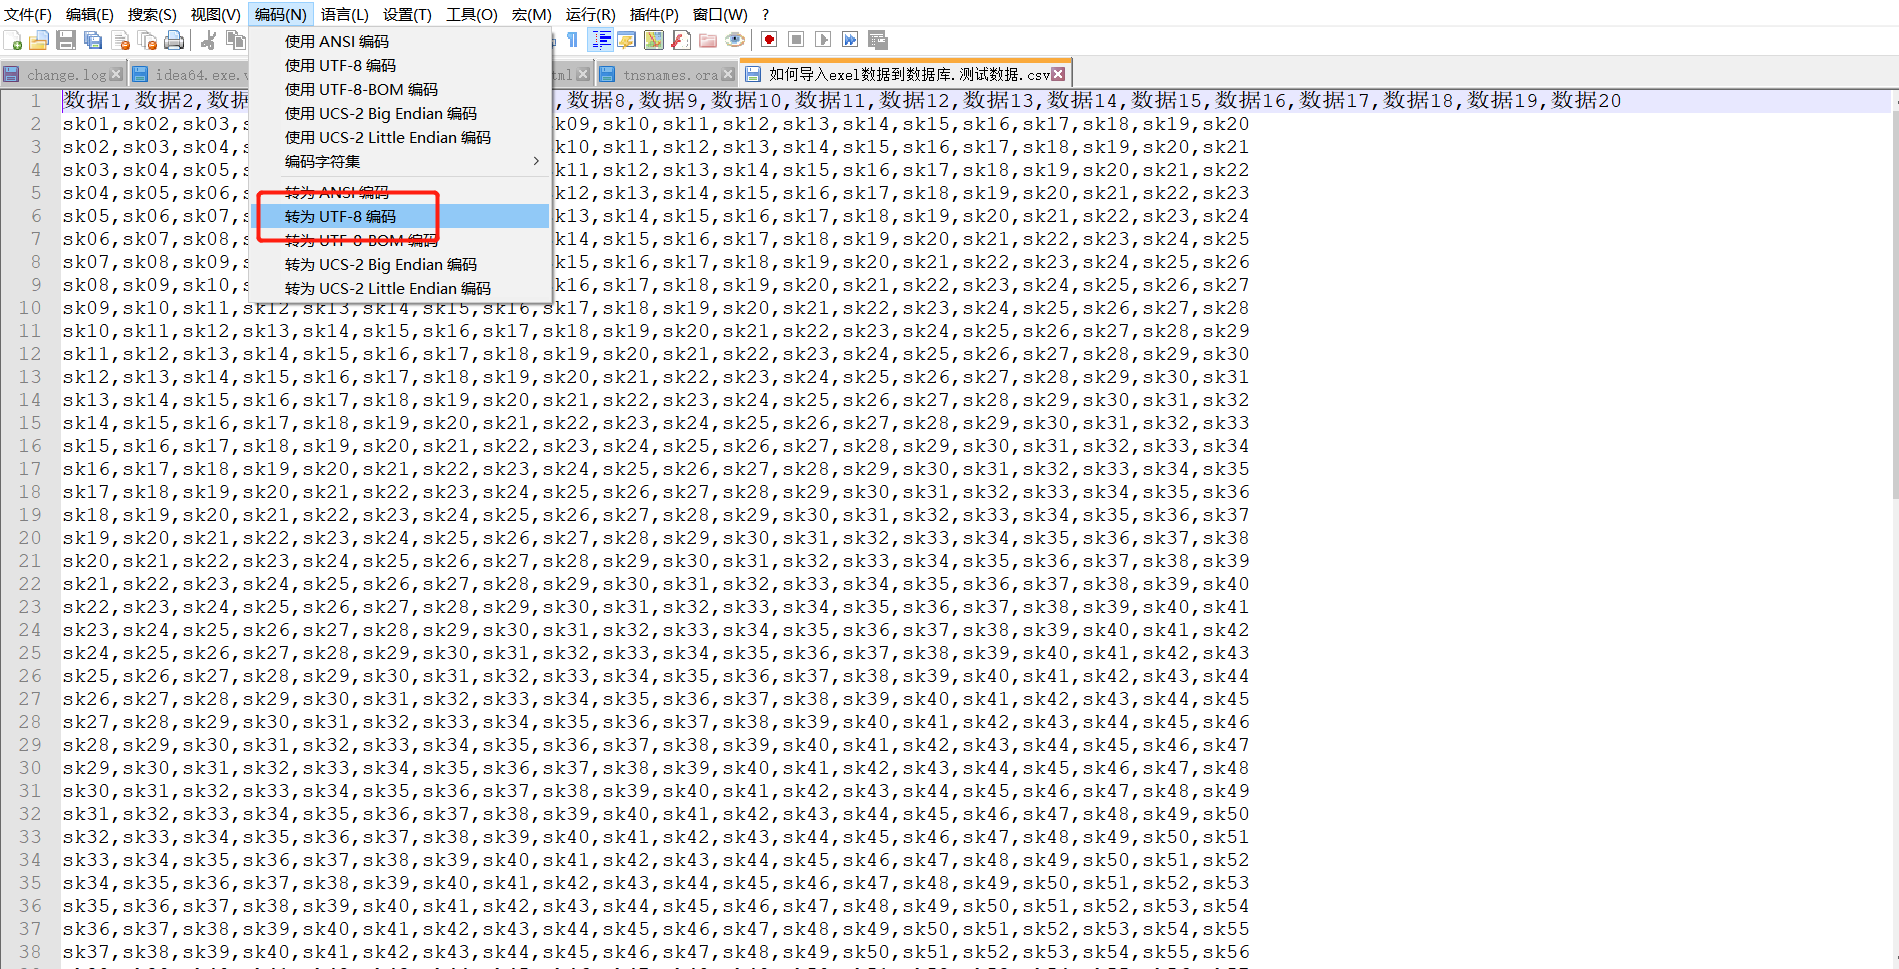 文件(F) 编辑(E) 搜索(S) 视图(V) 编码(N) 语言(L) 设置(T) 工具(O) 宏(M) 运行(R) 插件(P) 窗口(W) ?
change.log idea64.exe.v tml tnsnames.ora 如何导入exel数据到数据库.测试数据.csv
使用 ANSI 编码
使用 UTF-8 编码
使用 UTF-8-BOM 编码
使用 UCS-2 Big Endian 编码
使用 UCS-2 Little Endian 编码
编码字符集
转为 ANSI 编码
转为 UTF-8 编码
转为 UTF-8-BOM 编码
转为 UCS-2 Big Endian 编码
转为 UCS-2 Little Endian 编码
1 数据1,数据2,数据 ,数据8,数据9,数据10,数据11,数据12,数据13,数据14,数据15,数据16,数据17,数据18,数据19,数据20
2 sk01,sk02,sk03,s k09,sk10,sk11,sk12,sk13,sk14,sk15,sk16,sk17,sk18,sk19,sk20
3 sk02,sk03,sk04,s k10,sk11,sk12,sk13,sk14,sk15,sk16,sk17,sk18,sk19,sk20,sk21
4 sk03,sk04,sk05,s k11,sk12,sk13,sk14,sk15,sk16,sk17,sk18,sk19,sk20,sk21,sk22
5 sk04,sk05,sk06,s k12,sk13,sk14,sk15,sk16,sk17,sk18,sk19,sk20,sk21,sk22,sk23
6 sk05,sk06,sk07,s k13,sk14,sk15,sk16,sk17,sk18,sk19,sk20,sk21,sk22,sk23,sk24
7 sk06,sk07,sk08,s k14,sk15,sk16,sk17,sk18,sk19,sk20,sk21,sk22,sk23,sk24,sk25
8 sk07,sk08,sk09,s k15,sk16,sk17,sk18,sk19,sk20,sk21,sk22,sk23,sk24,sk25,sk26
9 sk08,sk09,sk10,s k16,sk17,sk18,sk19,sk20,sk21,sk22,sk23,sk24,sk25,sk26,sk27
10 sk09,sk10,sk11,sk12,sk13,sk14,sk15,sk16,sk17,sk18,sk19,sk20,sk21,sk22,sk23,sk24,sk25,sk26,sk27,sk28
11 sk10,sk11,sk12,sk13,sk14,sk15,sk16,sk17,sk18,sk19,sk20,sk21,sk22,sk23,sk24,sk25,sk26,sk27,sk28,sk29
12 sk11,sk12,sk13,sk14,sk15,sk16,sk17,sk18,sk19,sk20,sk21,sk22,sk23,sk24,sk25,sk26,sk27,sk28,sk29,sk30
13 sk12,sk13,sk14,sk15,sk16,sk17,sk18,sk19,sk20,sk21,sk22,sk23,sk24,sk25,sk26,sk27,sk28,sk29,sk30,sk31
14 sk13,sk14,sk15,sk16,sk17,sk18,sk19,sk20,sk21,sk22,sk23,sk24,sk25,sk26,sk27,sk28,sk29,sk30,sk31,sk32
15 sk14,sk15,sk16,sk17,sk18,sk19,sk20,sk21,sk22,sk23,sk24,sk25,sk26,sk27,sk28,sk29,sk30,sk31,sk32,sk33
16 sk15,sk16,sk17,sk18,sk19,sk20,sk21,sk22,sk23,sk24,sk25,sk26,sk27,sk28,sk29,sk30,sk31,sk32,sk33,sk34
17 sk16,sk17,sk18,sk19,sk20,sk21,sk22,sk23,sk24,sk25,sk26,sk27,sk28,sk29,sk30,sk31,sk32,sk33,sk34,sk35
18 sk17,sk18,sk19,sk20,sk21,sk22,sk23,sk24,sk25,sk26,sk27,sk28,sk29,sk30,sk31,sk32,sk33,sk34,sk35,sk36
19 sk18,sk19,sk20,sk21,sk22,sk23,sk24,sk25,sk26,sk27,sk28,sk29,sk30,sk31,sk32,sk33,sk34,sk35,sk36,sk37
20 sk19,sk20,sk21,sk22,sk23,sk24,sk25,sk26,sk27,sk28,sk29,sk30,sk31,sk32,sk33,sk34,sk35,sk36,sk37,sk38
21 sk20,sk21,sk22,sk23,sk24,sk25,sk26,sk27,sk28,sk29,sk30,sk31,sk32,sk33,sk34,sk35,sk36,sk37,sk38,sk39
22 sk21,sk22,sk23,sk24,sk25,sk26,sk27,sk28,sk29,sk30,sk31,sk32,sk33,sk34,sk35,sk36,sk37,sk38,sk39,sk40
23 sk22,sk23,sk24,sk25,sk26,sk27,sk28,sk29,sk30,sk31,sk32,sk33,sk34,sk35,sk36,sk37,sk38,sk39,sk40,sk41
24 sk23,sk24,sk25,sk26,sk27,sk28,sk29,sk30,sk31,sk32,sk33,sk34,sk35,sk36,sk37,sk38,sk39,sk40,sk41,sk42
25 sk24,sk25,sk26,sk27,sk28,sk29,sk30,sk31,sk32,sk33,sk34,sk35,sk36,sk37,sk38,sk39,sk40,sk41,sk42,sk43
26 sk25,sk26,sk27,sk28,sk29,sk30,sk31,sk32,sk33,sk34,sk35,sk36,sk37,sk38,sk39,sk40,sk41,sk42,sk43,sk44
27 sk26,sk27,sk28,sk29,sk30,sk31,sk32,sk33,sk34,sk35,sk36,sk37,sk38,sk39,sk40,sk41,sk42,sk43,sk44,sk45
28 sk27,sk28,sk29,sk30,sk31,sk32,sk33,sk34,sk35,sk36,sk37,sk38,sk39,sk40,sk41,sk42,sk43,sk44,sk45,sk46
29 sk28,sk29,sk30,sk31,sk32,sk33,sk34,sk35,sk36,sk37,sk38,sk39,sk40,sk41,sk42,sk43,sk44,sk45,sk46,sk47
30 sk29,sk30,sk31,sk32,sk33,sk34,sk35,sk36,sk37,sk38,sk39,sk40,sk41,sk42,sk43,sk44,sk45,sk46,sk47,sk48
31 sk30,sk31,sk32,sk33,sk34,sk35,sk36,sk37,sk38,sk39,sk40,sk41,sk42,sk43,sk44,sk45,sk46,sk47,sk48,sk49
32 sk31,sk32,sk33,sk34,sk35,sk36,sk37,sk38,sk39,sk40,sk41,sk42,sk43,sk44,sk45,sk46,sk47,sk48,sk49,sk50
33 sk32,sk33,sk34,sk35,sk36,sk37,sk38,sk39,sk40,sk41,sk42,sk43,sk44,sk45,sk46,sk47,sk48,sk49,sk50,sk51
34 sk33,sk34,sk35,sk36,sk37,sk38,sk39,sk40,sk41,sk42,sk43,sk44,sk45,sk46,sk47,sk48,sk49,sk50,sk51,sk52
35 sk34,sk35,sk36,sk37,sk38,sk39,sk40,sk41,sk42,sk43,sk44,sk45,sk46,sk47,sk48,sk49,sk50,sk51,sk52,sk53
36 sk35,sk36,sk37,sk38,sk39,sk40,sk41,sk42,sk43,sk44,sk45,sk46,sk47,sk48,sk49,sk50,sk51,sk52,sk53,sk54
37 sk36,sk37,sk38,sk39,sk40,sk41,sk42,sk43,sk44,sk45,sk46,sk47,sk48,sk49,sk50,sk51,sk52,sk53,sk54,sk55
38 sk37,sk38,sk39,sk40,sk41,sk42,sk43,sk44,sk45,sk46,sk47,sk48,sk49,sk50,sk51,sk52,sk53,sk54,sk55,sk56